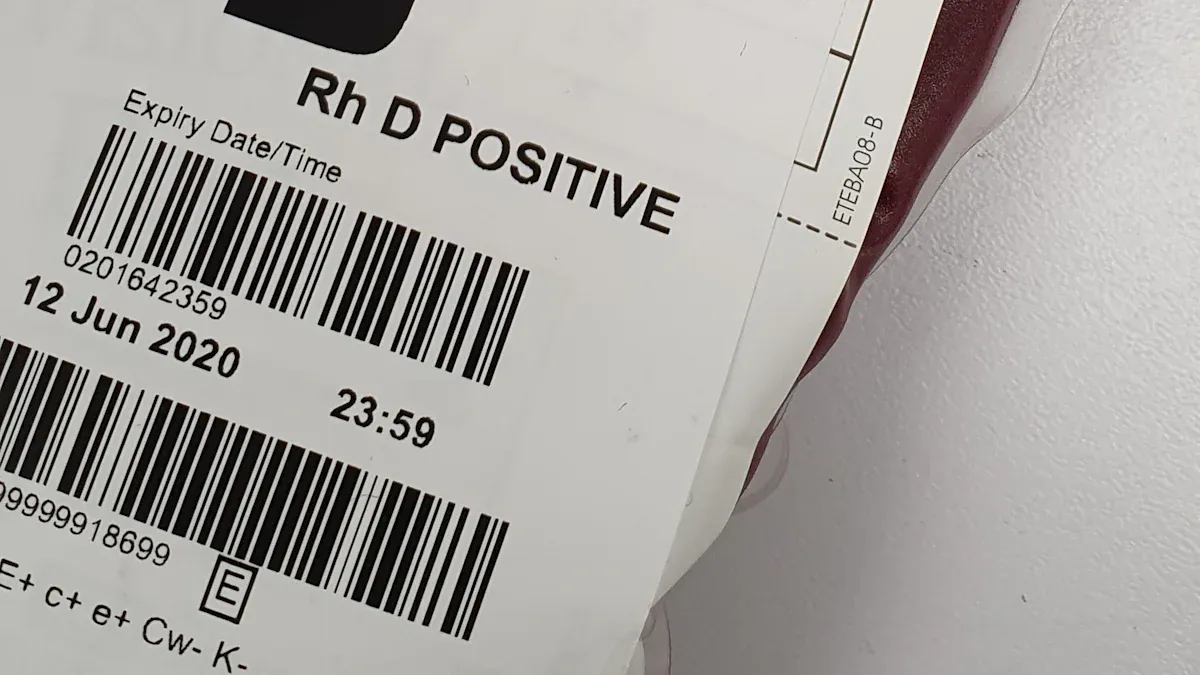 Rh D POSITIVE
Expiry Date/Time
0201642359
12 Jun 2020 23:59
99999918699
E
E+ c+ e+ Cw- K-
ETEBA08-B